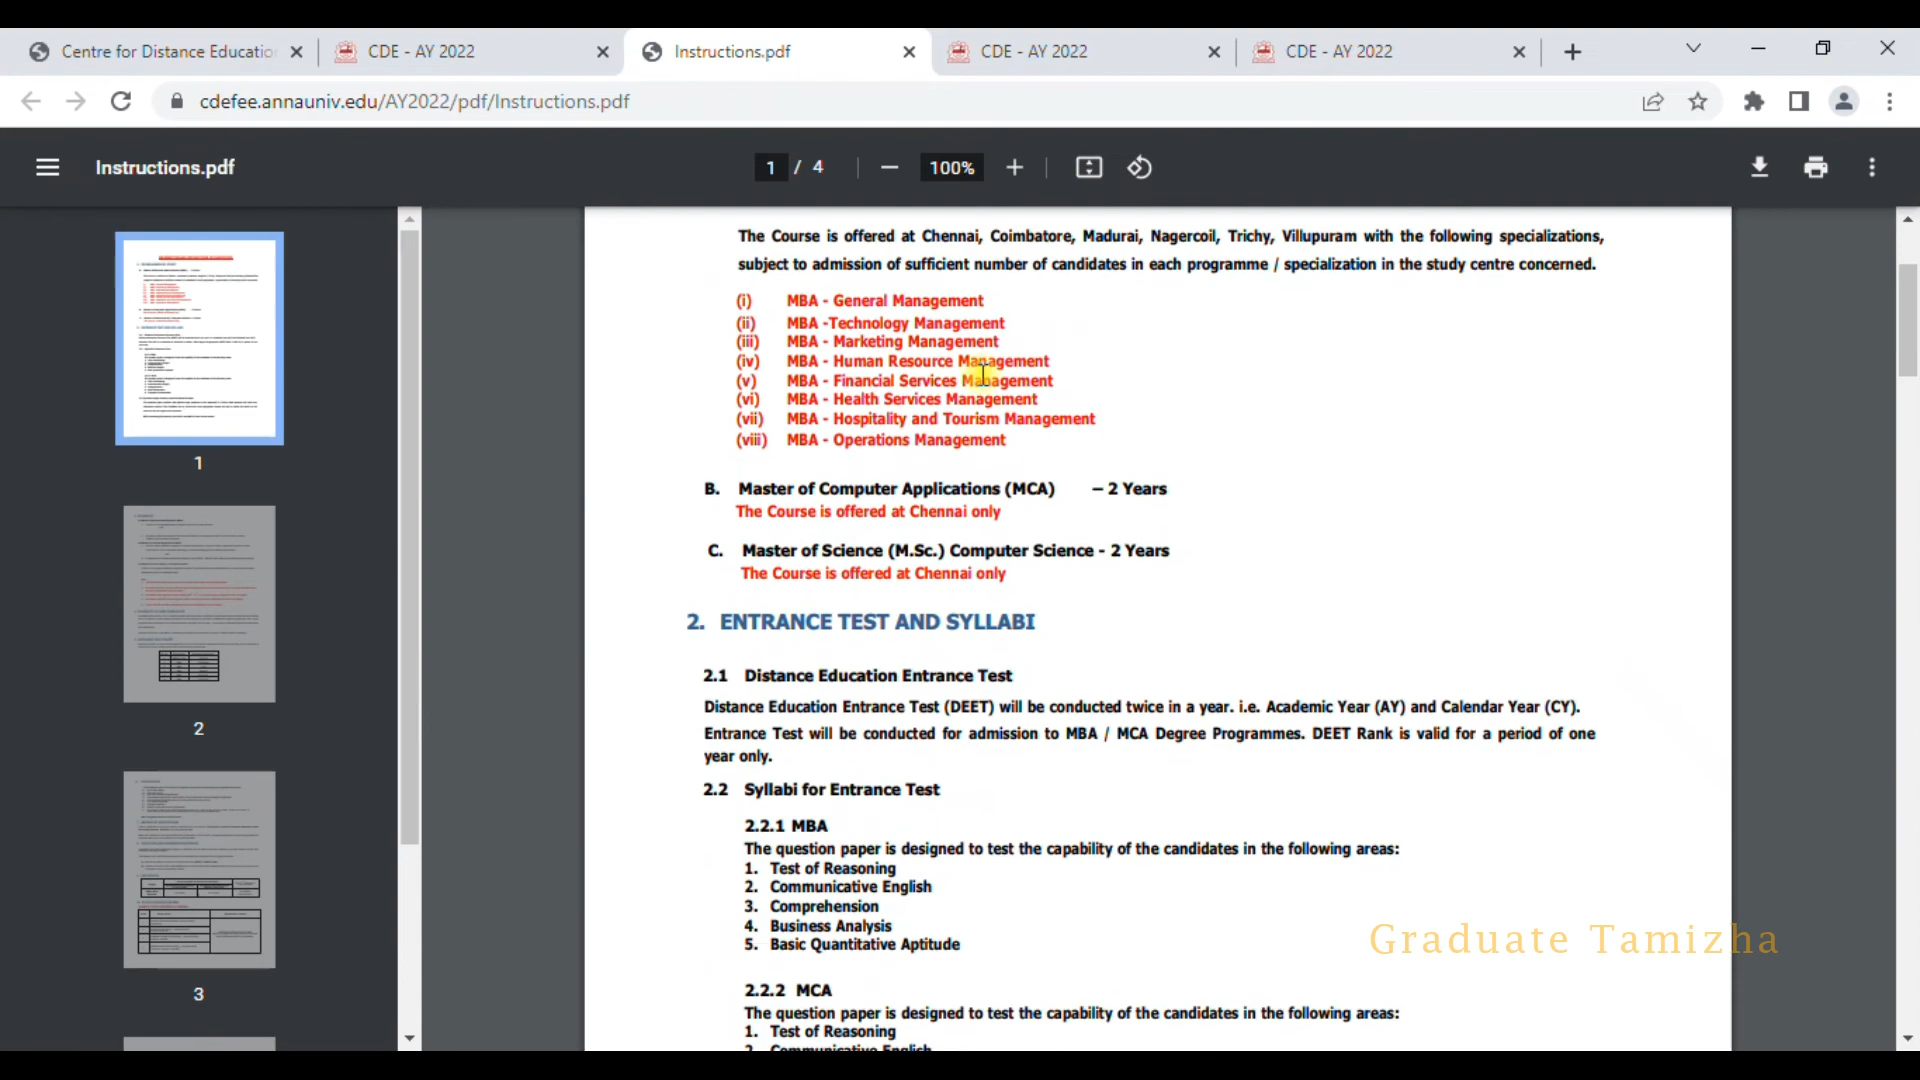 Centre for Distance Education
CDE - AY 2022
Instructions.pdf
CDE - AY 2022
CDE - AY 2022
cdefee.annauniv.edu/AY2022/pdf/Instructions.pdf
Instructions.pdf
1 / 4
100%
The Course is offered at Chennai, Coimbatore, Madurai, Nagercoil, Trichy, Villupuram with the following specializations,
subject to admission of sufficient number of candidates in each programme / specialization in the study centre concerned.
(i) MBA - General Management
(ii) MBA -Technology Management
(iii) MBA - Marketing Management
(iv) MBA - Human Resource Management
(v) MBA - Financial Services Management
(vi) MBA - Health Services Management
(vii) MBA - Hospitality and Tourism Management
(viii) MBA - Operations Management
B. Master of Computer Applications (MCA) – 2 Years
The Course is offered at Chennai only
C. Master of Science (M.Sc.) Computer Science - 2 Years
The Course is offered at Chennai only
2. ENTRANCE TEST AND SYLLABI
2.1 Distance Education Entrance Test
Distance Education Entrance Test (DEET) will be conducted twice in a year. i.e. Academic Year (AY) and Calendar Year (CY).
Entrance Test will be conducted for admission to MBA / MCA Degree Programmes. DEET Rank is valid for a period of one
year only.
2.2 Syllabi for Entrance Test
2.2.1 MBA
The question paper is designed to test the capability of the candidates in the following areas:
1. Test of Reasoning
2. Communicative English
3. Comprehension
4. Business Analysis
5. Basic Quantitative Aptitude
2.2.2 MCA
The question paper is designed to test the capability of the candidates in the following areas:
1. Test of Reasoning
2. Communicative English
Graduate Tamizha
1
2
3